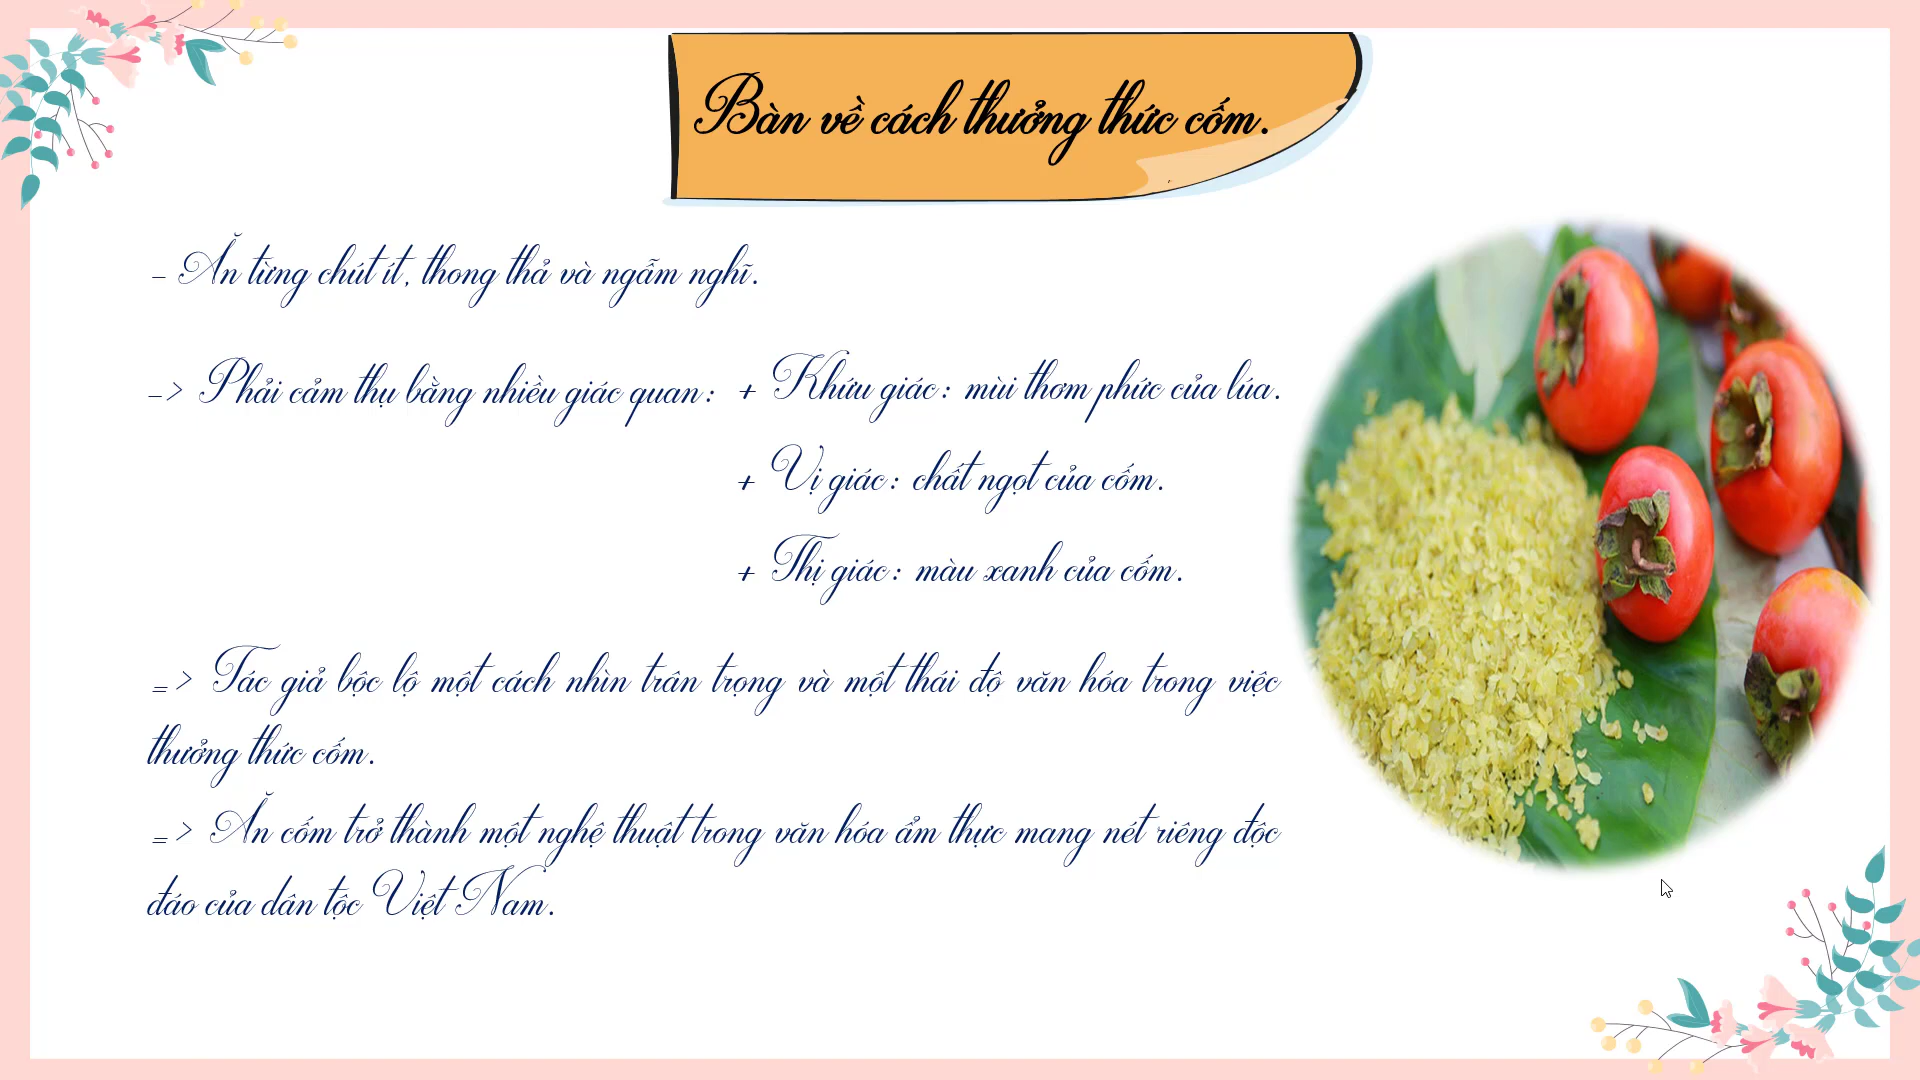 Bàn về cách thưởng thức cốm.
- Ăn từng chút ít, thong thả và ngẫm nghĩ.
-> Phải cảm thụ bằng nhiều giác quan: + Khứu giác: mùi thơm phức của lúa.
+ Vị giác: chất ngọt của cốm.
+ Thị giác: màu xanh của cốm.
=> Tác giả bộc lộ một cách nhìn trân trọng và một thái độ văn hóa trong việc
thưởng thức cốm.
=> Ăn cốm trở thành một nghệ thuật trong văn hóa ẩm thực mang nét riêng độc
đáo của dân tộc Việt Nam.